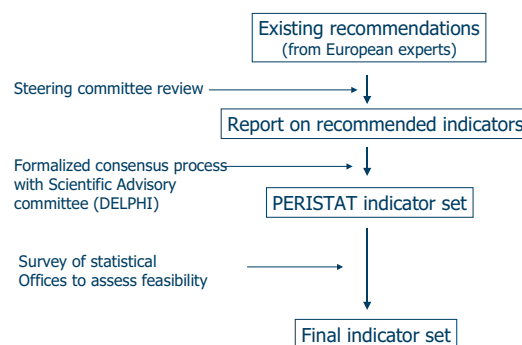 Existing recommendations
(from European experts)
Steering committee review
Report on recommended indicators
Formalized consensus process
with Scientific Advisory
committee (DELPHI)
PERISTAT indicator set
Survey of statistical
Offices to assess feasibility
Final indicator set